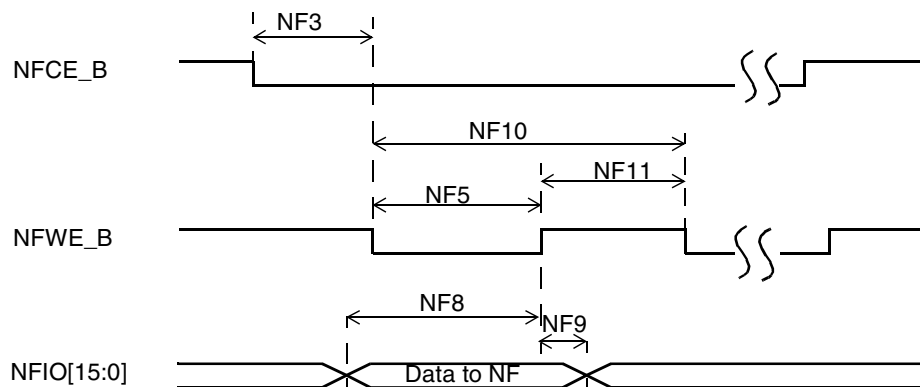 NF3
NFCE_B
NF10
NF11
NF5
NFWE_B
NF8
NF9
NFIO[15:0]
Data to NF